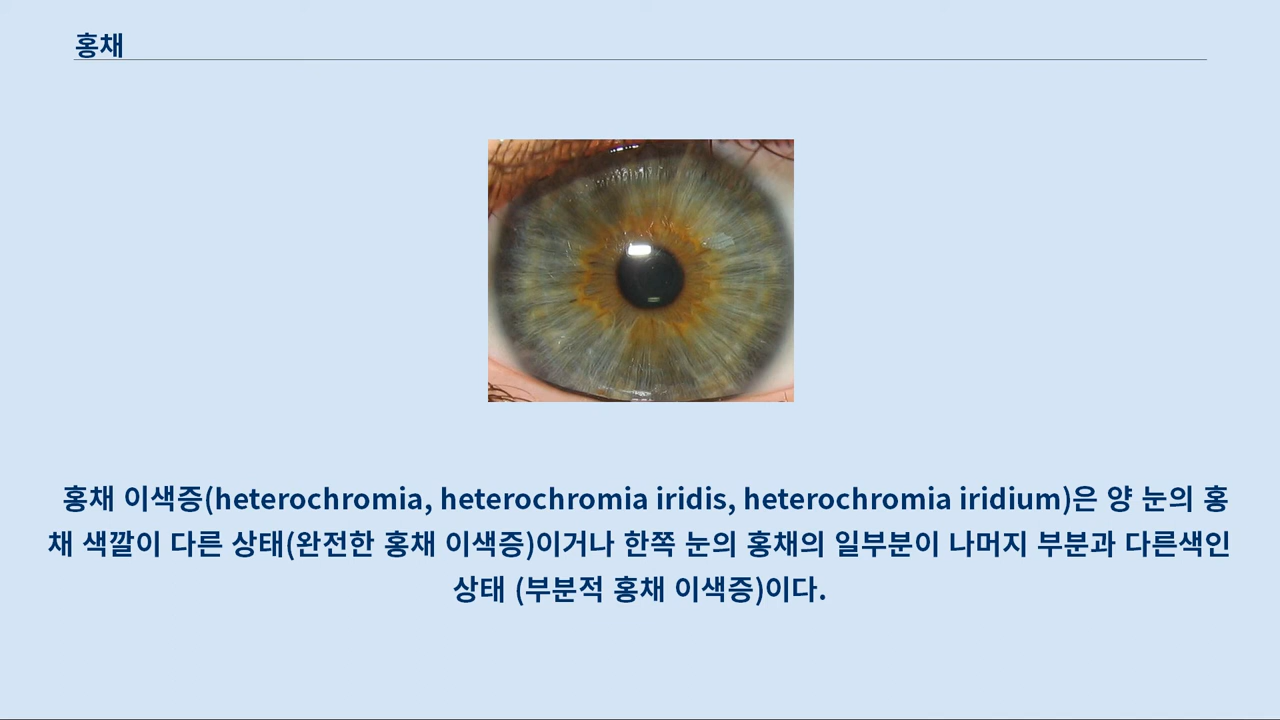 홍채
홍채 이색증(heterochromia, heterochromia iridis, heterochromia iridium)은 양 눈의 홍
채 색깔이 다른 상태(완전한 홍채 이색증)이거나 한쪽 눈의 홍채의 일부분이 나머지 부분과 다른색인
상태 (부분적 홍채 이색증)이다.